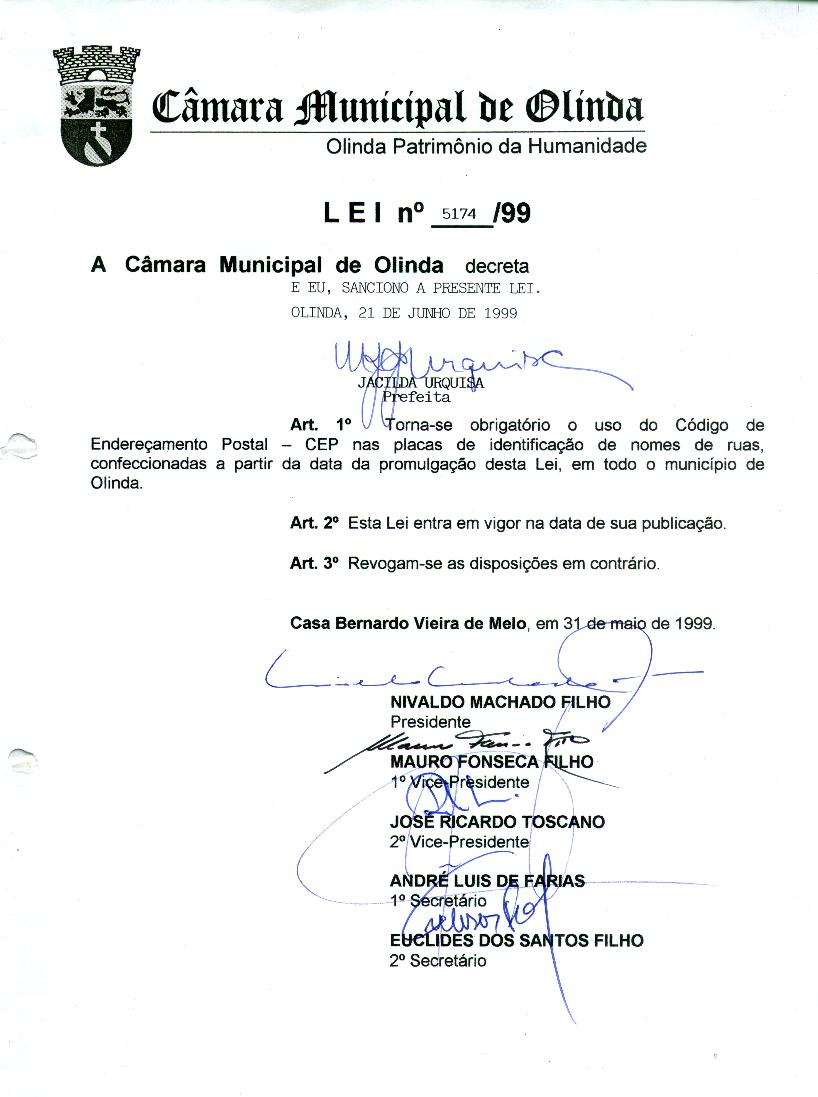 Câmara Municipal de Olinda
Olinda Patrimônio da Humanidade
L E I nº 5174/99
A Câmara Municipal de Olinda decreta
E EU, SANCIONO A PRESENTE LEI.
OLINDA, 21 DE JUNHO DE 1999
JACILDA URQUISA
Prefeita
Art. 1º Torna-se obrigatório o uso do Código de
Endereçamento Postal – CEP nas placas de identificação de nomes de ruas,
confeccionadas a partir da data da promulgação desta Lei, em todo o município de
Olinda.
Art. 2º Esta Lei entra em vigor na data de sua publicação.
Art. 3º Revogam-se as disposições em contrário.
Casa Bernardo Vieira de Melo, em 31 de maio de 1999.
NIVALDO MACHADO FILHO
Presidente
MAURO FONSECA FILHO
1º Vice-Presidente
JOSÉ RICARDO TOSCANO
2º Vice-Presidente
ANDRÉ LUIS DE FARIAS
1º Secretário
EUCLIDES DOS SANTOS FILHO
2º Secretário